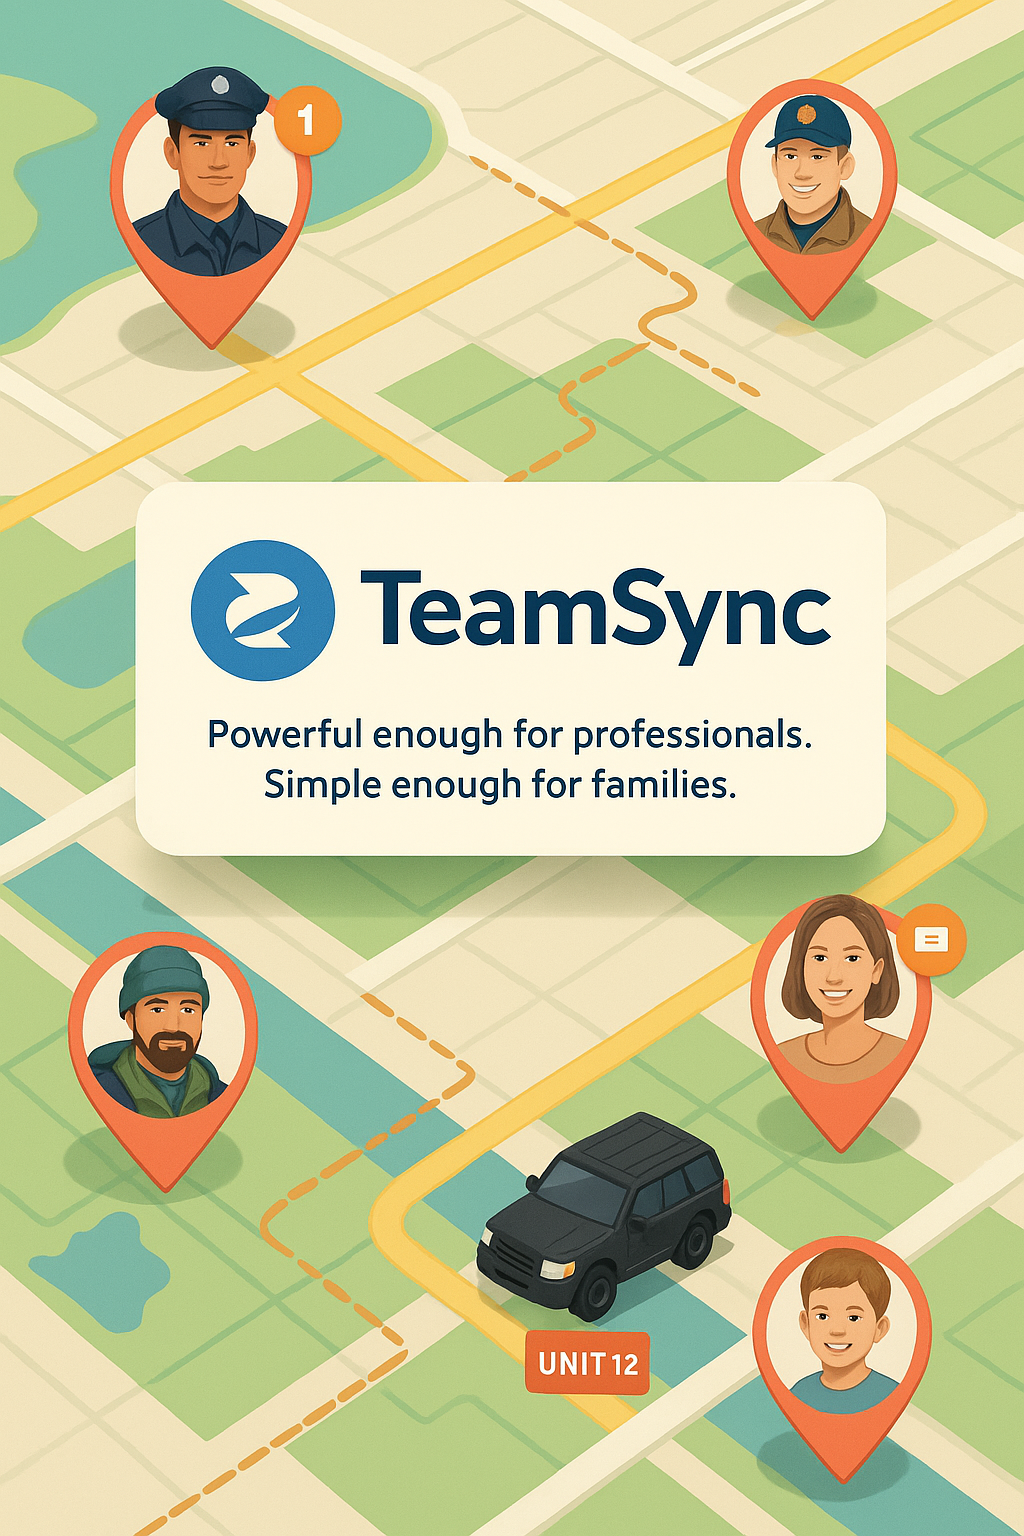 1
TeamSync
Powerful enough for professionals.
Simple enough for families.
UNIT 12